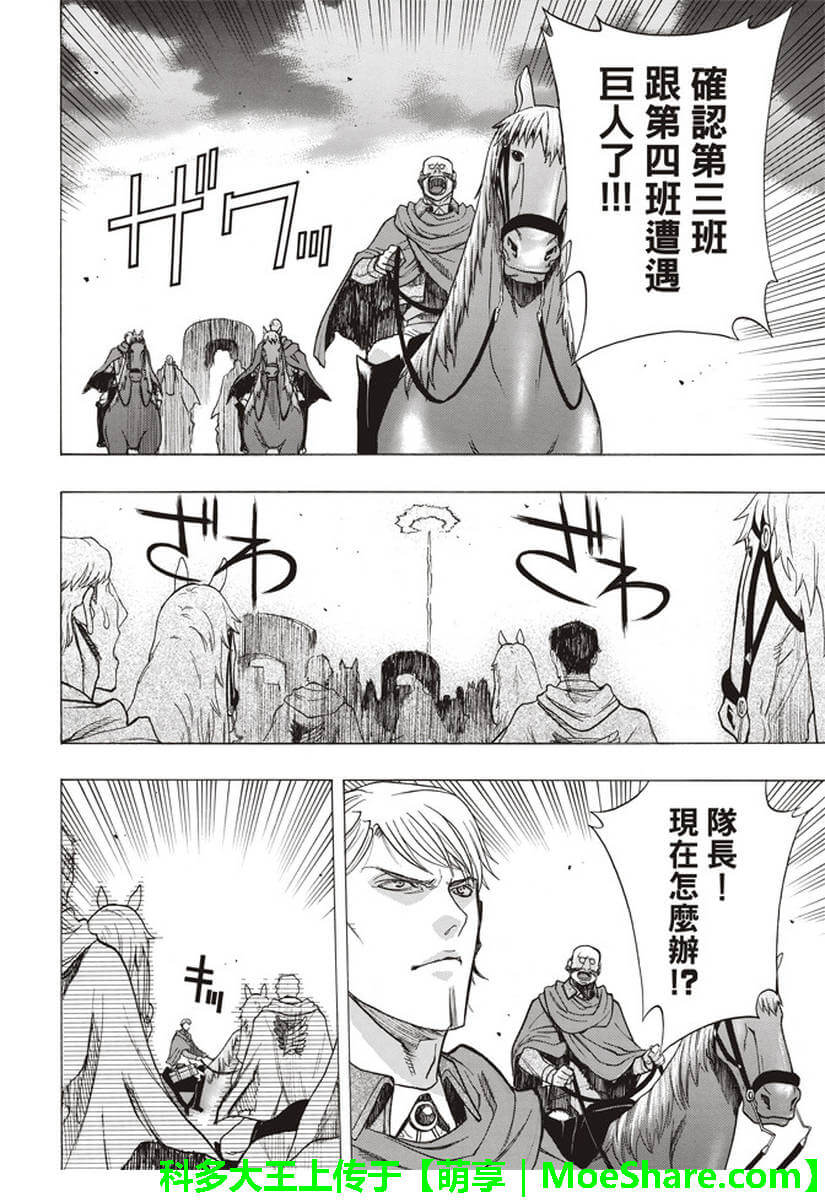 確認第三班
跟第四班遭遇
巨人了!!!
ザワッ
ざわ
ざわ
隊長!
現在怎麼辦!?
キッ
科多大王上传于【萌享|MoeShare.com】